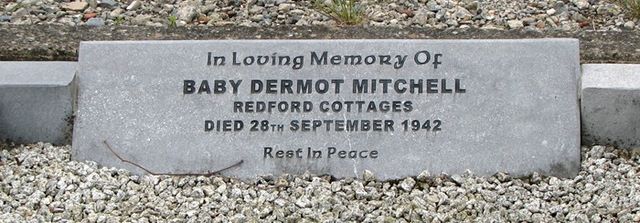 In Loving Memory Of
BABY DERMOT MITCHELL
REDFORD COTTAGES
DIED 28TH SEPTEMBER 1942
Rest In Peace